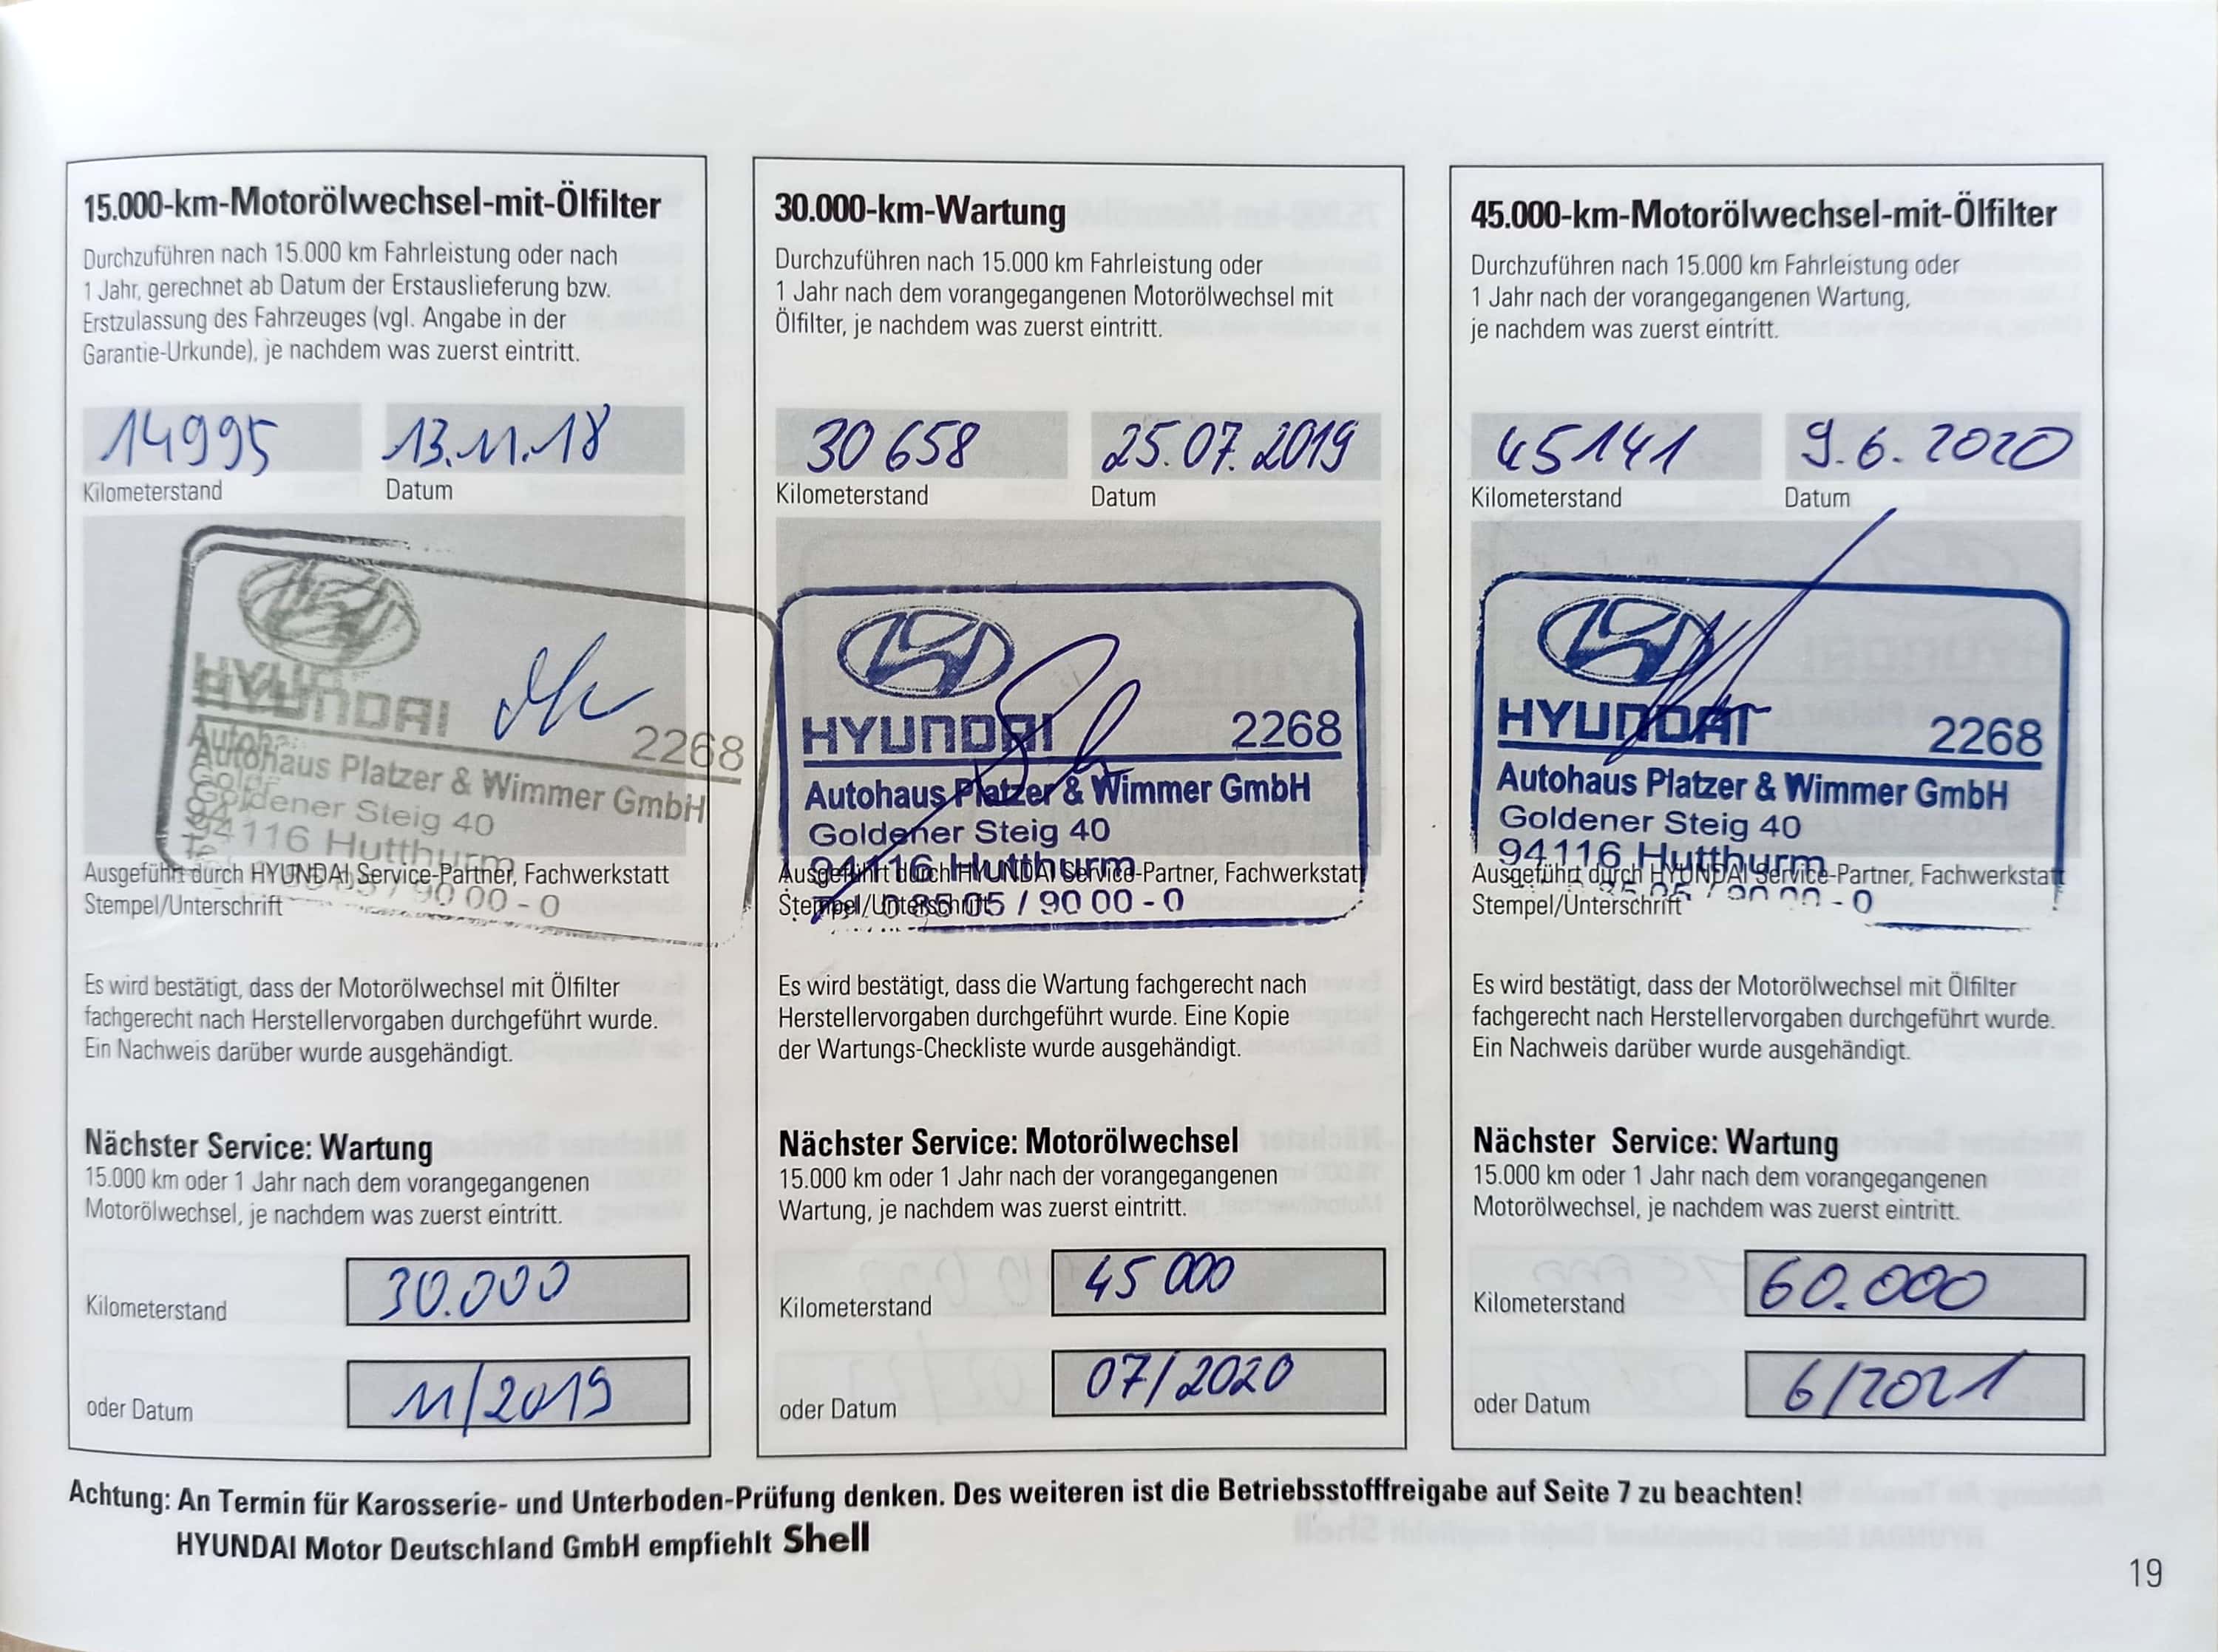 15.000-km-Motorölwechsel-mit-Ölfilter
Durchzuführen nach 15.000 km Fahrleistung oder nach
1 Jahr, gerechnet ab Datum der Erstauslieferung bzw.
Erstzulassung des Fahrzeuges (vgl. Angabe in der
Garantie-Urkunde), je nachdem was zuerst eintritt.
14995 13.11.18
Kilometerstand Datum
HYUNDAI 2268
Autohaus Platzer & Wimmer GmbH
Goldener Steig 40
94116 Hutthurm
Ausgeführt durch HYUNDAI Service-Partner, Fachwerkstatt
90 00 - 0
Stempel/Unterschrift
Es wird bestätigt, dass der Motorölwechsel mit Ölfilter
fachgerecht nach Herstellervorgaben durchgeführt wurde.
Ein Nachweis darüber wurde ausgehändigt.
Nächster Service: Wartung
15.000 km oder 1 Jahr nach dem vorangegangenen
Motorölwechsel, je nachdem was zuerst eintritt.
Kilometerstand 30.000
oder Datum 11/2019
30.000-km-Wartung
Durchzuführen nach 15.000 km Fahrleistung oder
1 Jahr nach dem vorangegangenen Motorölwechsel mit
Ölfilter, je nachdem was zuerst eintritt.
30 658 25.07.2019
Kilometerstand Datum
HYUNDAI 2268
Autohaus Platzer & Wimmer GmbH
Goldener Steig 40
94116 Hutthurm
Ausgeführt durch HYUNDAI Service-Partner, Fachwerkstatt
0 85 05 / 90 00 - 0
Stempel/Unterschrift
Es wird bestätigt, dass die Wartung fachgerecht nach
Herstellervorgaben durchgeführt wurde. Eine Kopie
der Wartungs-Checkliste wurde ausgehändigt.
Nächster Service: Motorölwechsel
15.000 km oder 1 Jahr nach der vorangegangenen
Wartung, je nachdem was zuerst eintritt.
Kilometerstand 45 000
oder Datum 07/2020
45.000-km-Motorölwechsel-mit-Ölfilter
Durchzuführen nach 15.000 km Fahrleistung oder
1 Jahr nach der vorangegangenen Wartung,
je nachdem was zuerst eintritt.
45141 9.6.2020
Kilometerstand Datum
HYUNDAI 2268
Autohaus Platzer & Wimmer GmbH
Goldener Steig 40
94116 Hutthurm
Ausgeführt durch HYUNDAI Service-Partner, Fachwerkstatt
85 05 / 90 00 - 0
Stempel/Unterschrift
Es wird bestätigt, dass der Motorölwechsel mit Ölfilter
fachgerecht nach Herstellervorgaben durchgeführt wurde.
Ein Nachweis darüber wurde ausgehändigt.
Nächster Service: Wartung
15.000 km oder 1 Jahr nach dem vorangegangenen
Motorölwechsel, je nachdem was zuerst eintritt.
Kilometerstand 60.000
oder Datum 6/2021
Achtung: An Termin für Karosserie- und Unterboden-Prüfung denken. Des weiteren ist die Betriebsstofffreigabe auf Seite 7 zu beachten!
HYUNDAI Motor Deutschland GmbH empfiehlt Shell
19